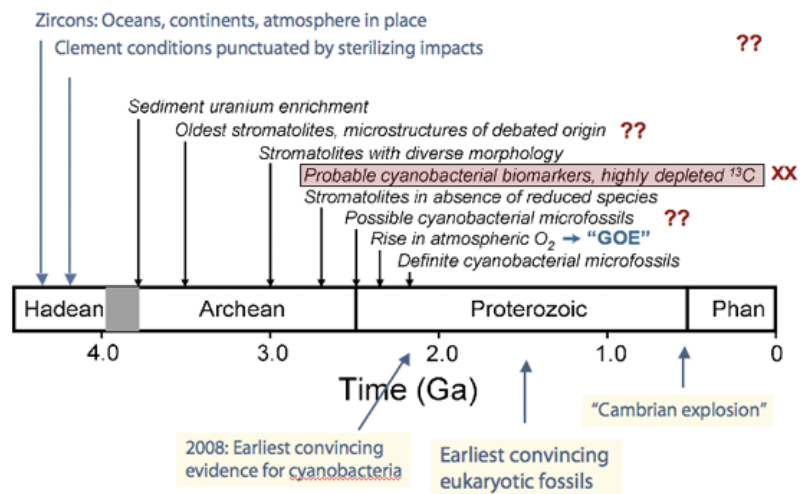 Zircons: Oceans, continents, atmosphere in place
Clement conditions punctuated by sterilizing impacts
??
Sediment uranium enrichment
Oldest stromatolites, microstructures of debated origin ??
Stromatolites with diverse morphology
Probable cyanobacterial biomarkers, highly depleted ¹³C XX
Stromatolites in absence of reduced species
Possible cyanobacterial microfossils ??
Rise in atmospheric O₂ → “GOE”
Definite cyanobacterial microfossils
Hadean Archean Proterozoic Phan
4.0 3.0 2.0 1.0 0
Time (Ga)
“Cambrian explosion”
2008: Earliest convincing
evidence for cyanobacteria
Earliest convincing
eukaryotic fossils